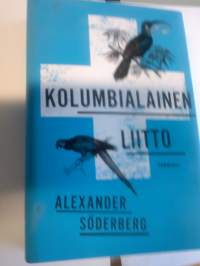 KOLUMBIALAINEN
LIITTO
ALEXANDER
SÖDERBERG